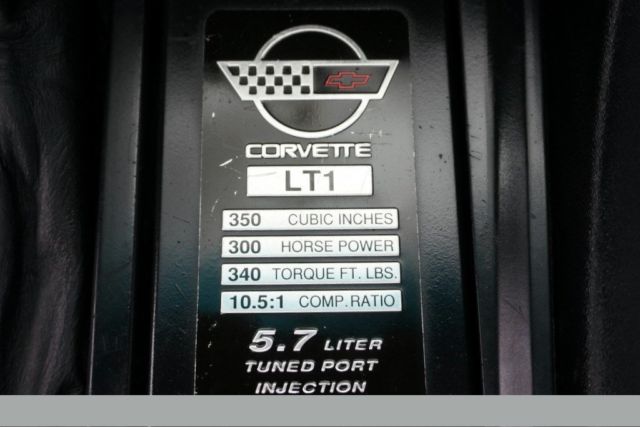 CORVETTE
LT1
350 CUBIC INCHES
300 HORSE POWER
340 TORQUE FT. LBS.
10.5:1 COMP. RATIO
5.7 LITER
TUNED PORT
INJECTION